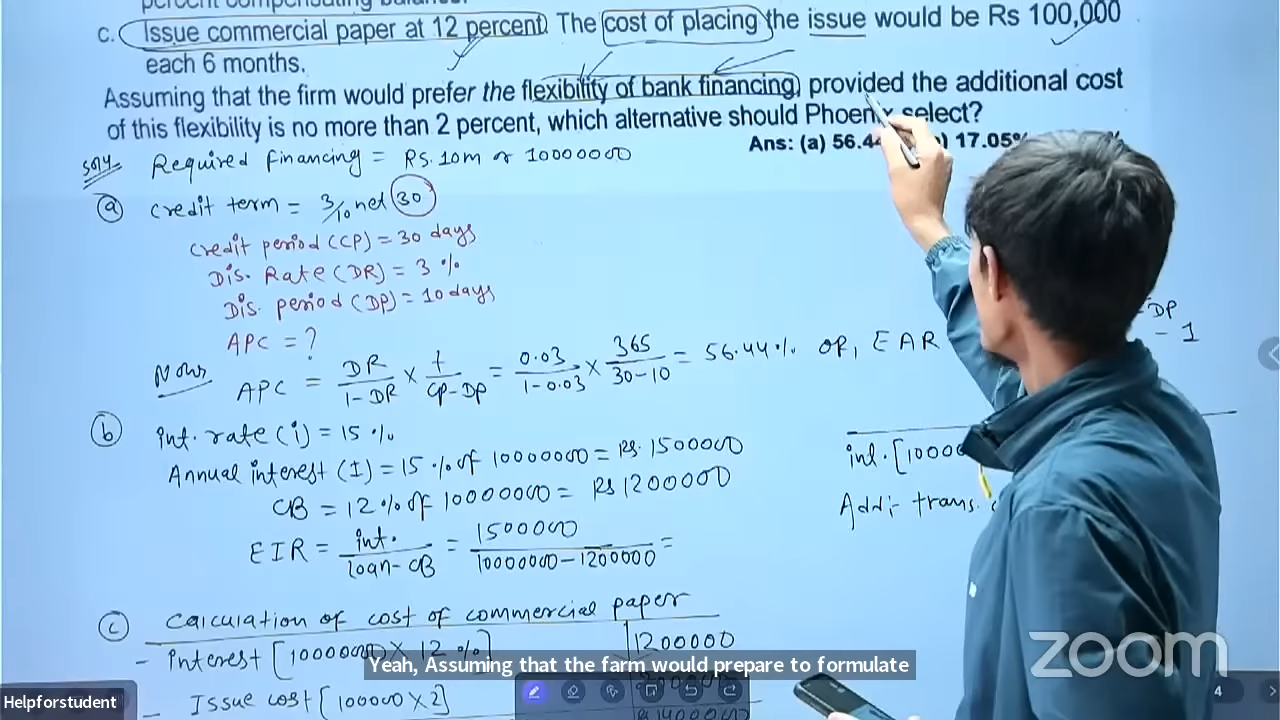 c. Issue commercial paper at 12 percent. The cost of placing the issue would be Rs 100,000
each 6 months.
Assuming that the firm would prefer the flexibility of bank financing, provided the additional cost
of this flexibility is no more than 2 percent, which alternative should Phoenix select?
Ans: (a) 56.44 17.05%
Required financing = Rs. 10m or 10000000
(a) credit term = 3/10 net 30
Credit period (CP) = 30 days
Dis. Rate (DR) = 3 %
Dis. period (DP) = 10 days
APC = ?
Now
APC = DR/1-DR × t/CP-DP = 0.03/1-0.03 × 365/30-10 = 56.44% OR, EAR
DP
- 1
(b) int. rate (i) = 15 %
Annual interest (I) = 15 % of 10000000 = Rs. 1500000
int. [10000
CB = 12 % of 10000000 = Rs 1200000
Addi- trans.
EIR = int./loan-CB = 1500000/10000000-1200000 =
(c) Calculation of cost of commercial paper
- Interest [10000000 × 12 %] 1200000
Yeah, Assuming that the farm would prepare to formulate
- Issue cost [100000 × 2]
zoom
Helpforstudent
4